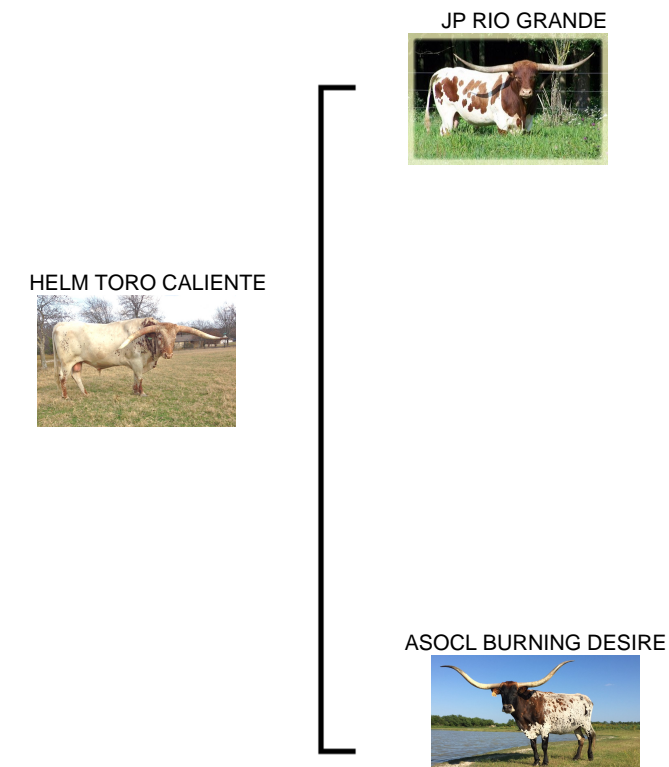 JP RIO GRANDE
HELM TORO CALIENTE
ASOCL BURNING DESIRE